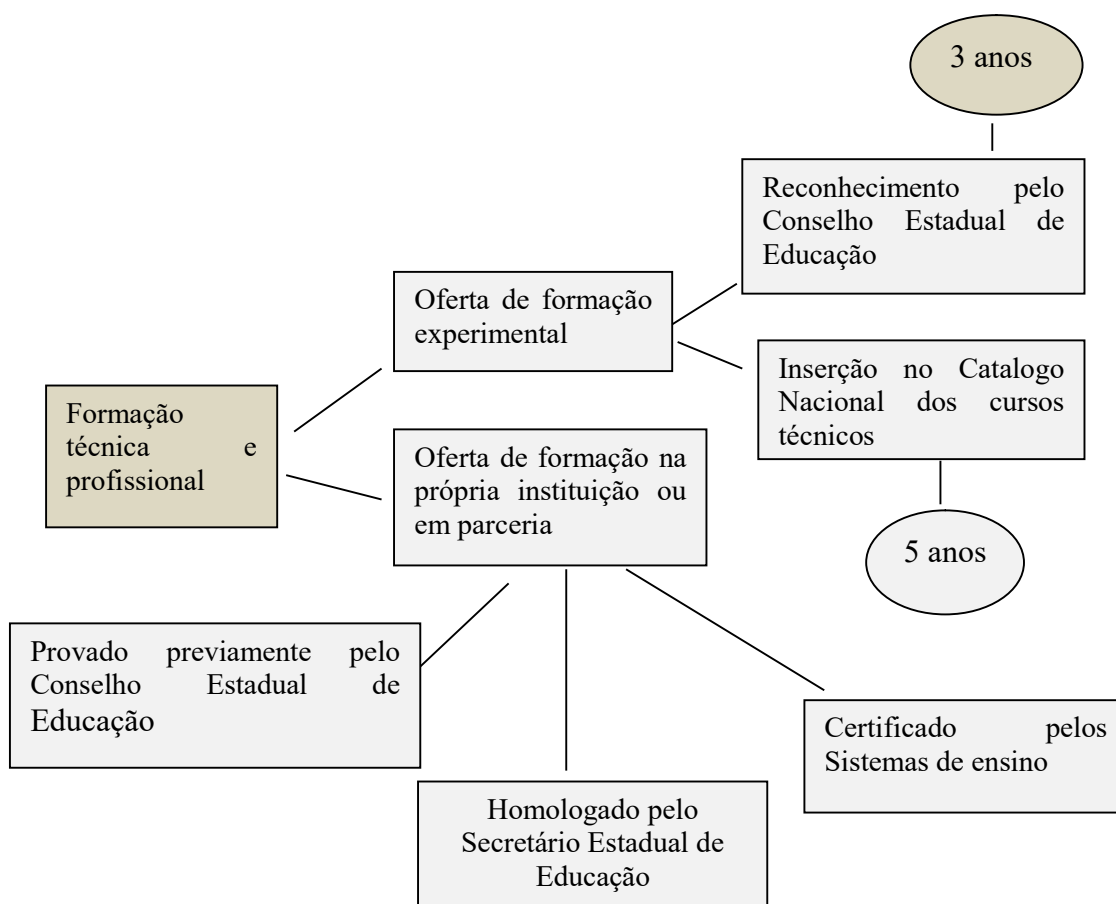 3 anos
Reconhecimento pelo
Conselho Estadual de
Educação
Oferta de formação
experimental
Inserção no Catalogo
Nacional dos cursos
técnicos
Formação
técnica e
profissional
Oferta de formação na
própria instituição ou
em parceria
5 anos
Provado previamente pelo
Conselho Estadual de
Educação
Certificado pelos
Sistemas de ensino
Homologado pelo
Secretário Estadual de
Educação